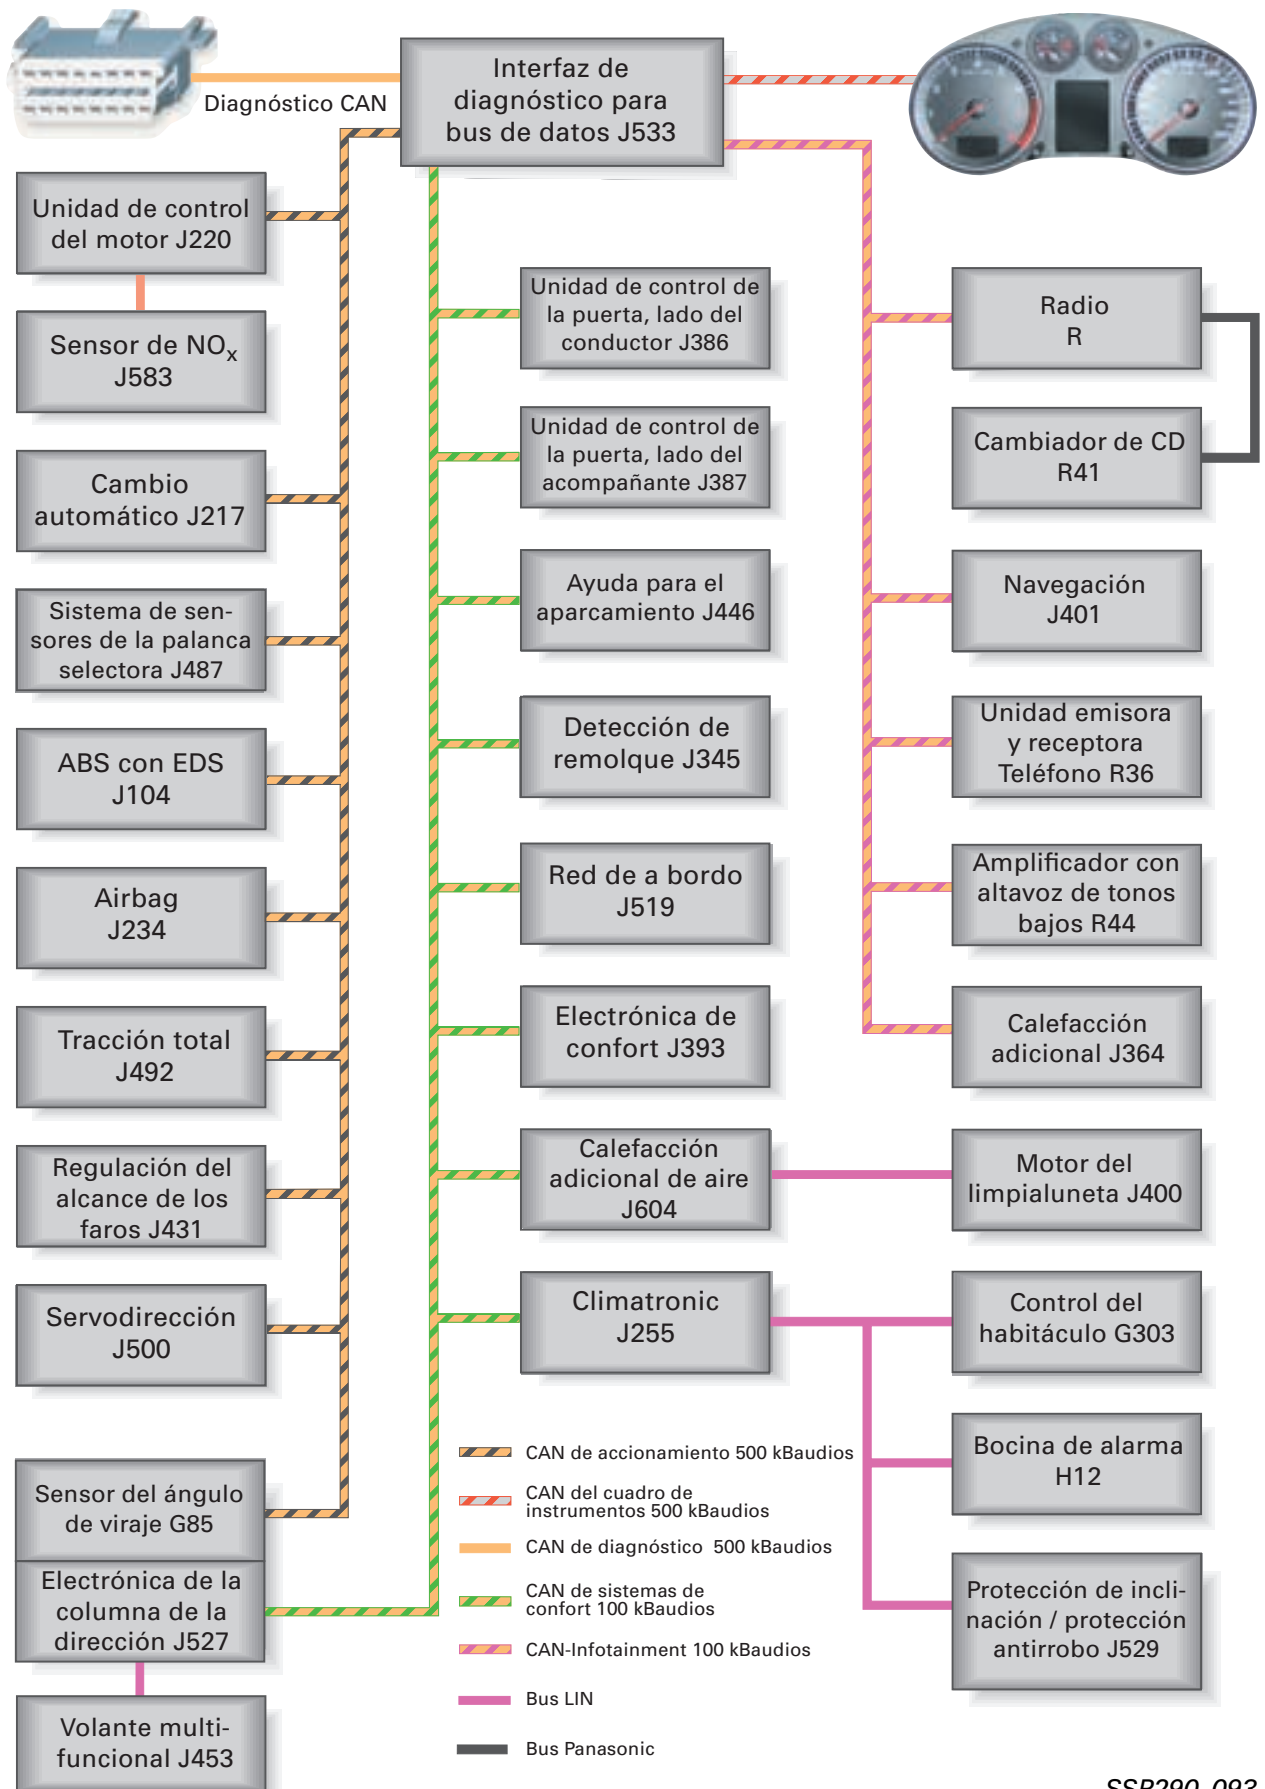 Interfaz de
diagnóstico para
bus de datos J533
Diagnóstico CAN
Unidad de control
del motor J220
Sensor de NOx
J583
Cambio
automático J217
Sistema de sen-
sores de la palanca
selectora J487
ABS con EDS
J104
Airbag
J234
Tracción total
J492
Regulación del
alcance de los
faros J431
Servodirección
J500
Sensor del ángulo
de viraje G85
Electrónica de la
columna de la
dirección J527
Volante multi-
funcional J453
Unidad de control de
la puerta, lado del
conductor J386
Unidad de control de
la puerta, lado del
acompañante J387
Ayuda para el
aparcamiento J446
Detección de
remolque J345
Red de a bordo
J519
Electrónica de
confort J393
Calefacción
adicional de aire
J604
Climatronic
J255
Radio
R
Cambiador de CD
R41
Navegación
J401
Unidad emisora
y receptora
Teléfono R36
Amplificador con
altavoz de tonos
bajos R44
Calefacción
adicional J364
Motor del
limpialuneta J400
Control del
habitáculo G303
Bocina de alarma
H12
Protección de incli-
nación / protección
antirrobo J529
CAN de accionamiento 500 kBaudios
CAN del cuadro de
instrumentos 500 kBaudios
CAN de diagnóstico 500 kBaudios
CAN de sistemas de
confort 100 kBaudios
CAN-Infotainment 100 kBaudios
Bus LIN
Bus Panasonic
SSP290_093